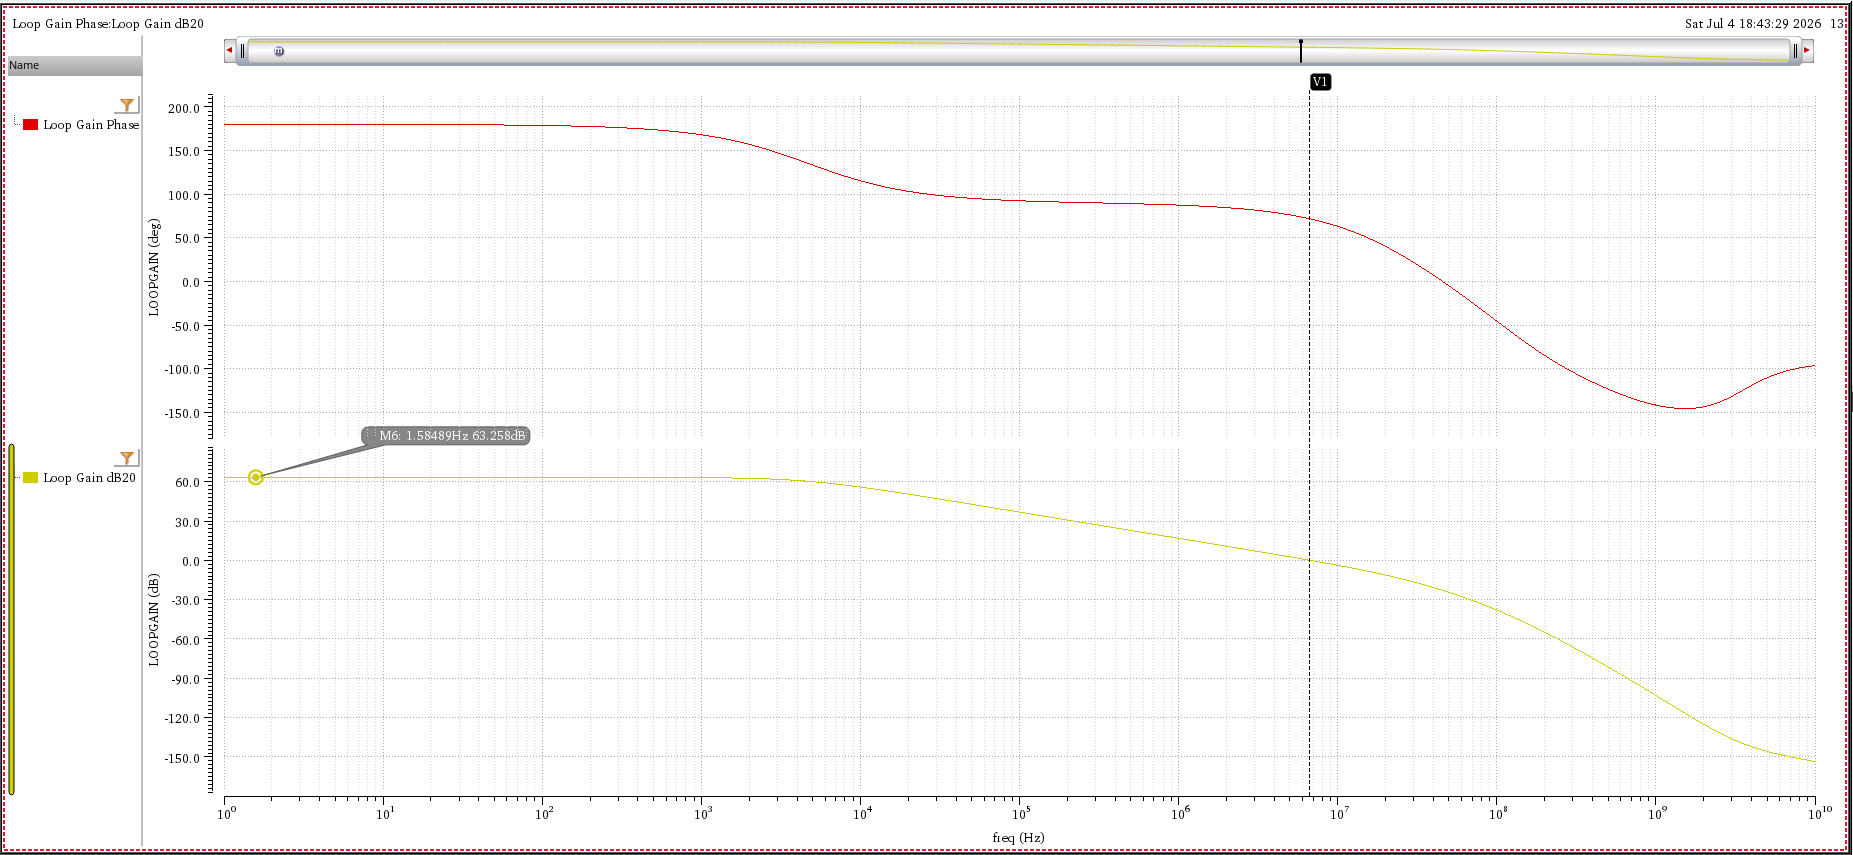 Loop Gain Phase:Loop Gain dB20
Sat Jul 4 18:43:29 2026 13
Name
m
V1
Loop Gain Phase
200.0
150.0
100.0
50.0
0.0
-50.0
-100.0
-150.0
LOOPGAIN (deg)
M6: 1.58489Hz 63.258dB
Loop Gain dB20
60.0
30.0
0.0
-30.0
-60.0
-90.0
-120.0
-150.0
LOOPGAIN (dB)
10⁰ 10¹ 10² 10³ 10⁴ 10⁵ 10⁶ 10⁷ 10⁸ 10⁹ 10¹⁰
freq (Hz)